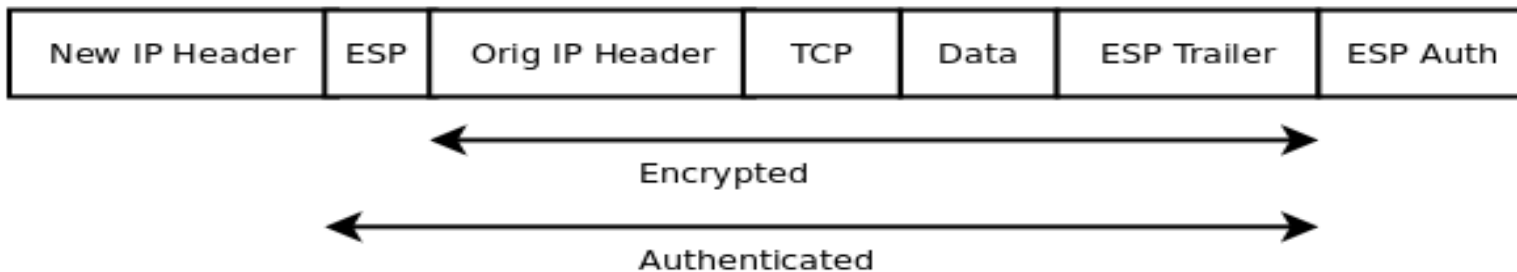 New IP Header ESP Orig IP Header TCP Data ESP Trailer ESP Auth
Encrypted
Authenticated